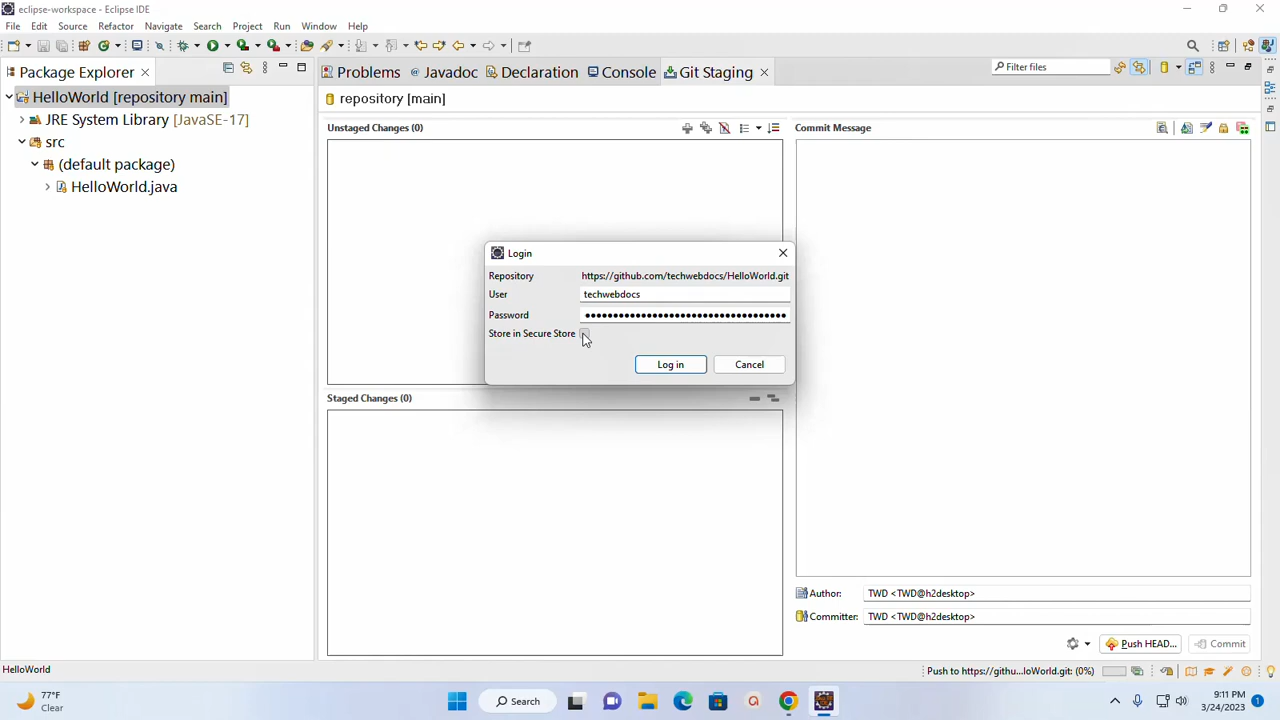 eclipse-workspace - Eclipse IDE
File Edit Source Refactor Navigate Search Project Run Window Help
Package Explorer
HelloWorld [repository main]
JRE System Library [JavaSE-17]
src
(default package)
HelloWorld.java
Problems @ Javadoc Declaration Console Git Staging
Filter files
repository [main]
Unstaged Changes (0)
Commit Message
Login
Repository https://github.com/techwebdocs/HelloWorld.git
User techwebdocs
Password ••••••••••••••••••••••••••••••••••••
Store in Secure Store
Log in Cancel
Staged Changes (0)
Author: TWD <TWD@h2desktop>
Committer: TWD <TWD@h2desktop>
Push HEAD... Commit
HelloWorld
Push to https://githu...loWorld.git: (0%)
77°F
Clear
Search
9:11 PM
3/24/2023
1